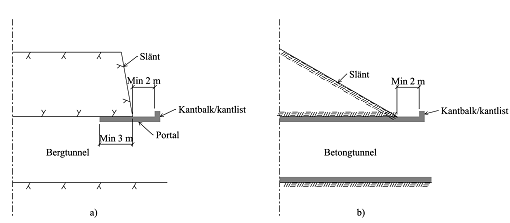 Slänt
Min 2 m
Kantbalk/kantlist
Portal
Min 3 m
Bergtunnel
a)
Slänt
Min 2 m
Kantbalk/kantlist
Betongtunnel
b)